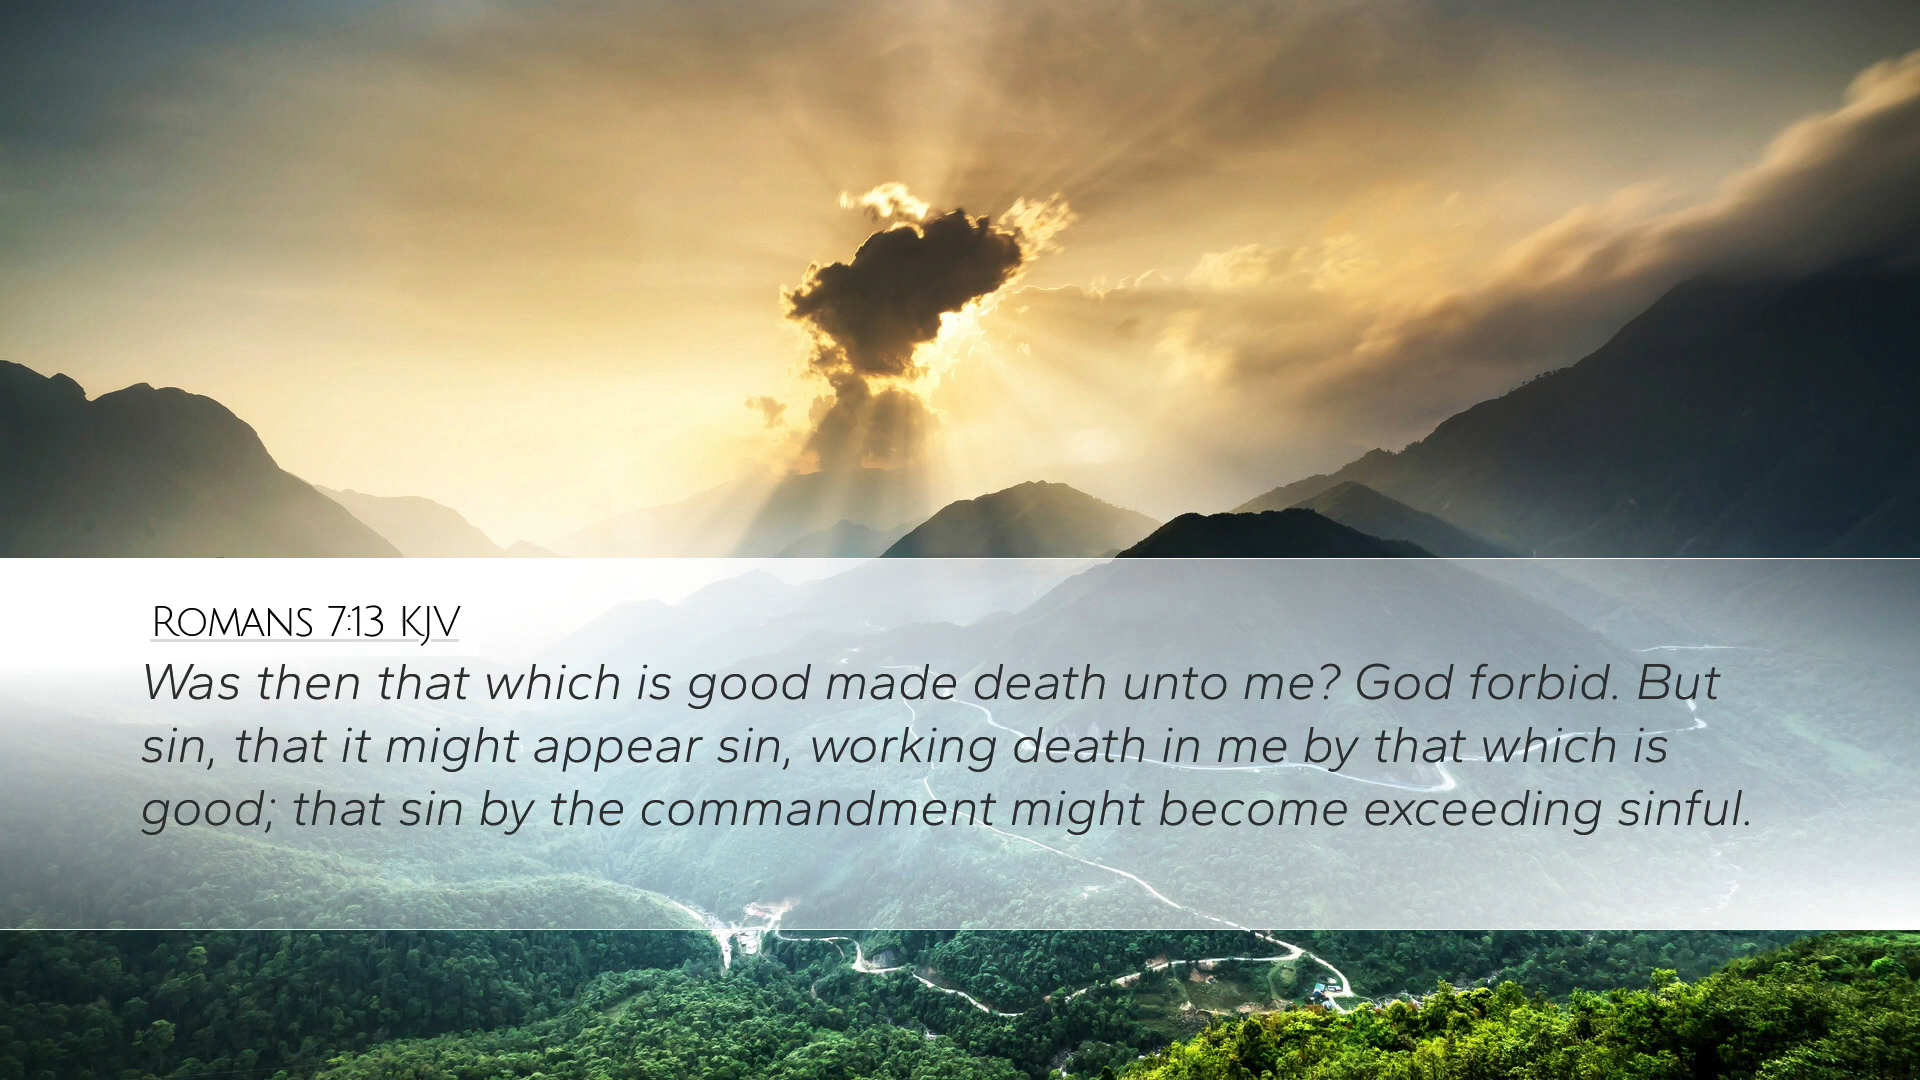 Romans 7:13 KJV
Was then that which is good made death unto me? God forbid. But
sin, that it might appear sin, working death in me by that which is
good; that sin by the commandment might become exceeding sinful.